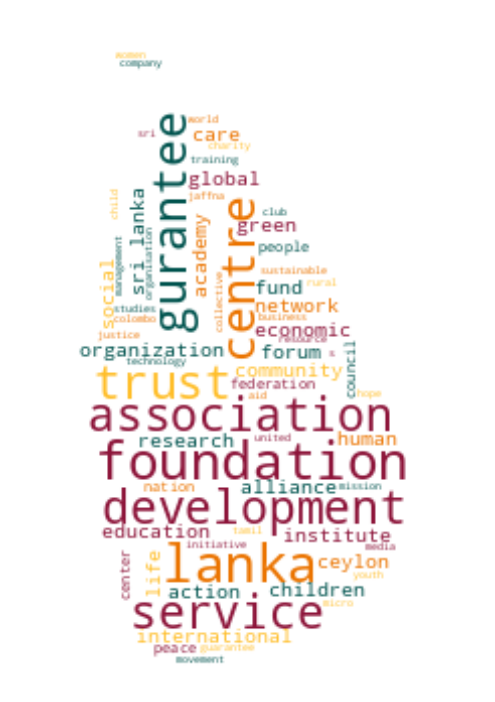 women
company
world
sri
care
charity
gurantee
training
global
jaffna
child
sri lanka
centre
club
green
academy
organisation
management
people
social
sustainable
rural
fund
collective
network
studies
colombo
business
economic
justice
resource
organization
forum
s
council
technology
community
trust
federation
aid
hope
association
research
united
human
foundation
nation
alliance
mission
development
education
tamil
institute
initiative
media
center
life
lanka
ceylon
youth
action
children
service
micro
international
peace
guarantee
movement